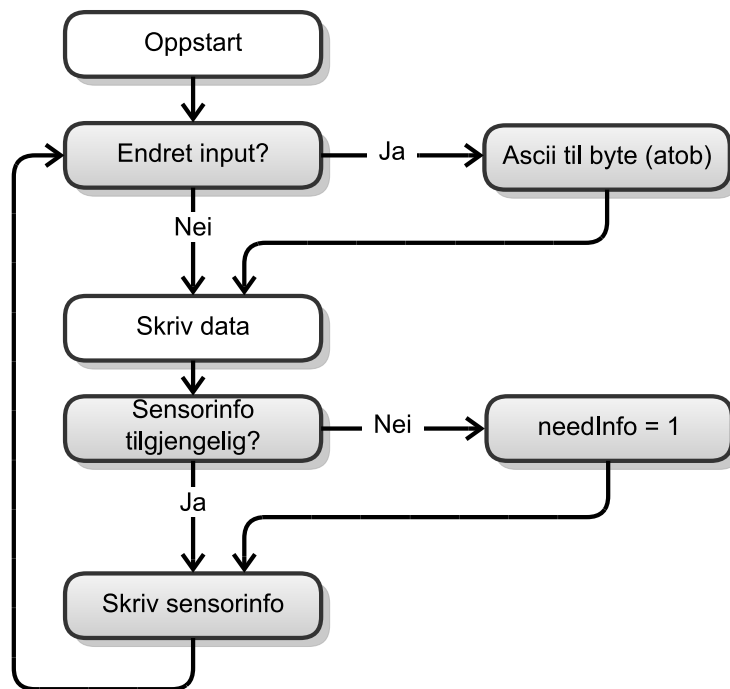 Oppstart
Endret input?
Ja
Ascii til byte (atob)
Nei
Skriv data
Sensorinfo
tilgjengelig?
Nei
needInfo = 1
Ja
Skriv sensorinfo